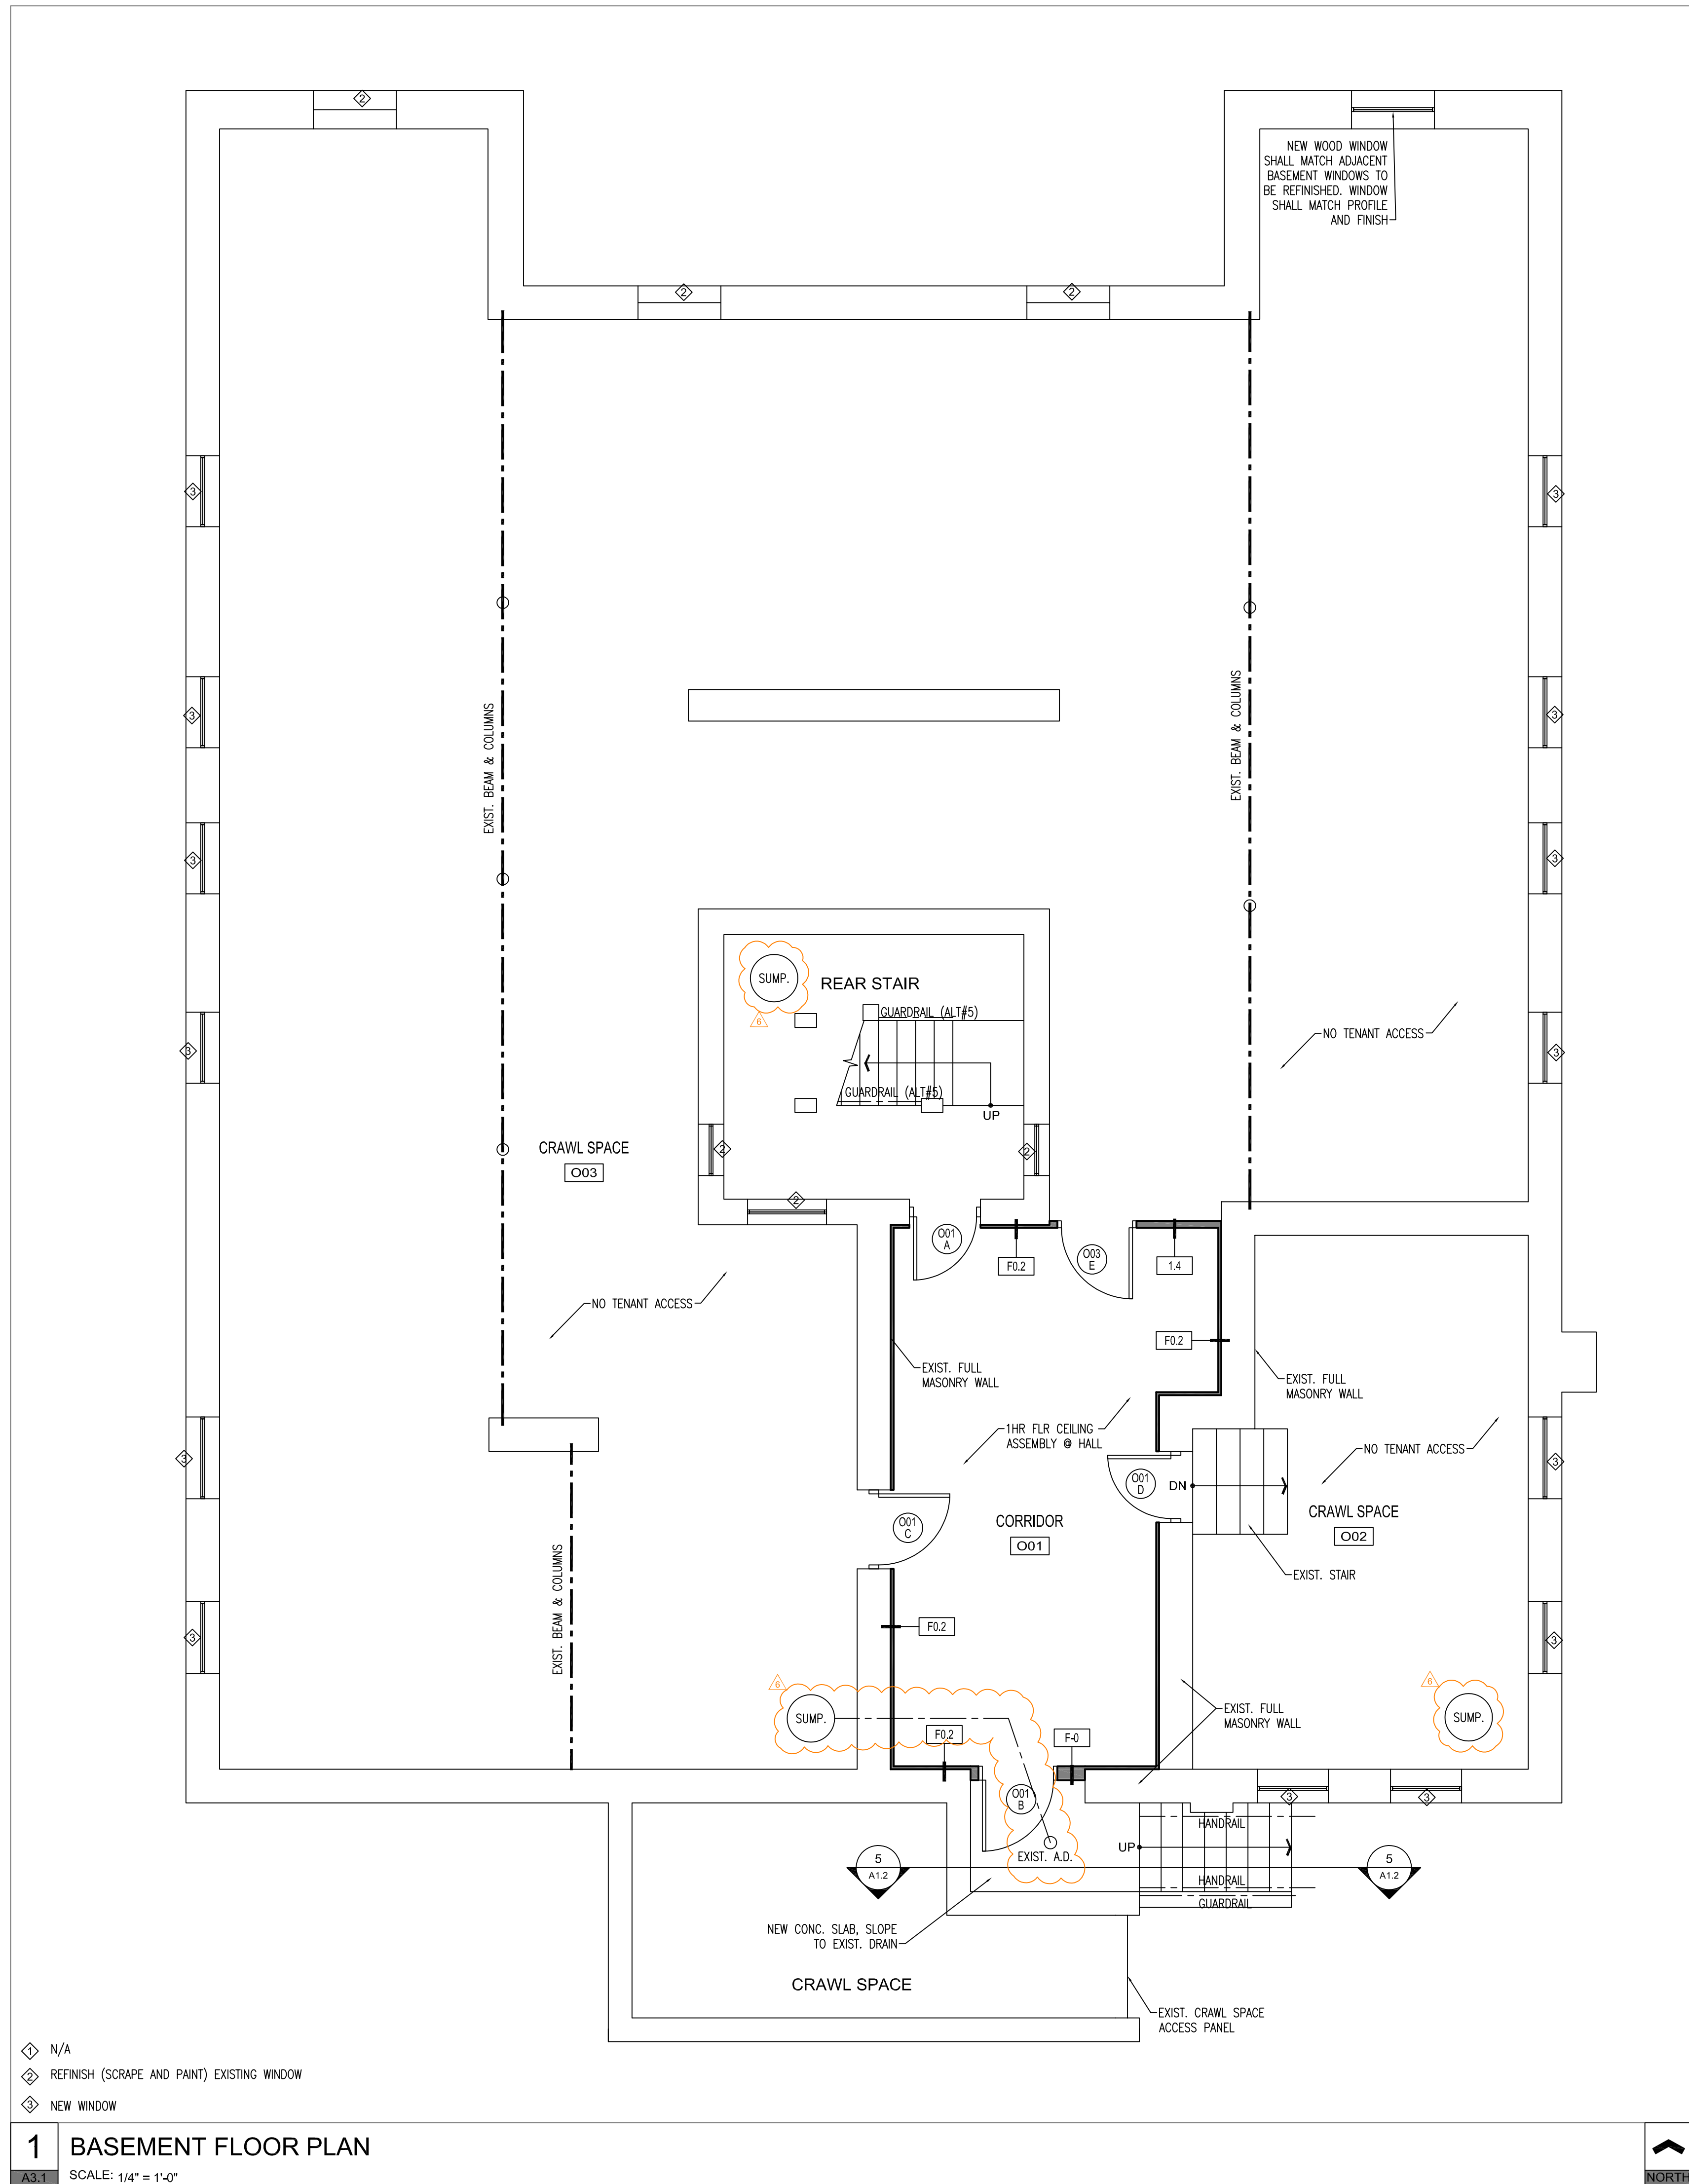 2
NEW WOOD WINDOW
SHALL MATCH ADJACENT
BASEMENT WINDOWS TO
BE REFINISHED. WINDOW
SHALL MATCH PROFILE
AND FINISH
2
2
3
3
3
3
EXIST. BEAM & COLUMNS
EXIST. BEAM & COLUMNS
3
3
SUMP.
REAR STAIR
6
GUARDRAIL (ALT#5)
NO TENANT ACCESS
3
3
GUARDRAIL (ALT#5)
UP
CRAWL SPACE
O03
2
2
2
O01
A
O03
E
F0.2
1.4
NO TENANT ACCESS
F0.2
EXIST. FULL
MASONRY WALL
EXIST. FULL
MASONRY WALL
1HR FLR CEILING
ASSEMBLY @ HALL
NO TENANT ACCESS
3
3
O01
D
DN
CRAWL SPACE
O02
O01
C
CORRIDOR
O01
EXIST. STAIR
EXIST. BEAM & COLUMNS
F0.2
3
3
6
6
SUMP.
EXIST. FULL
MASONRY WALL
SUMP.
F0.2
F-0
O01
B
3
3
HANDRAIL
UP
EXIST. A.D.
5
A1.2
5
A1.2
HANDRAIL
GUARDRAIL
NEW CONC. SLAB, SLOPE
TO EXIST. DRAIN
CRAWL SPACE
EXIST. CRAWL SPACE
ACCESS PANEL
1 N/A
2 REFINISH (SCRAPE AND PAINT) EXISTING WINDOW
3 NEW WINDOW
1 BASEMENT FLOOR PLAN
A3.1 SCALE: 1/4" = 1'-0"
NORTH